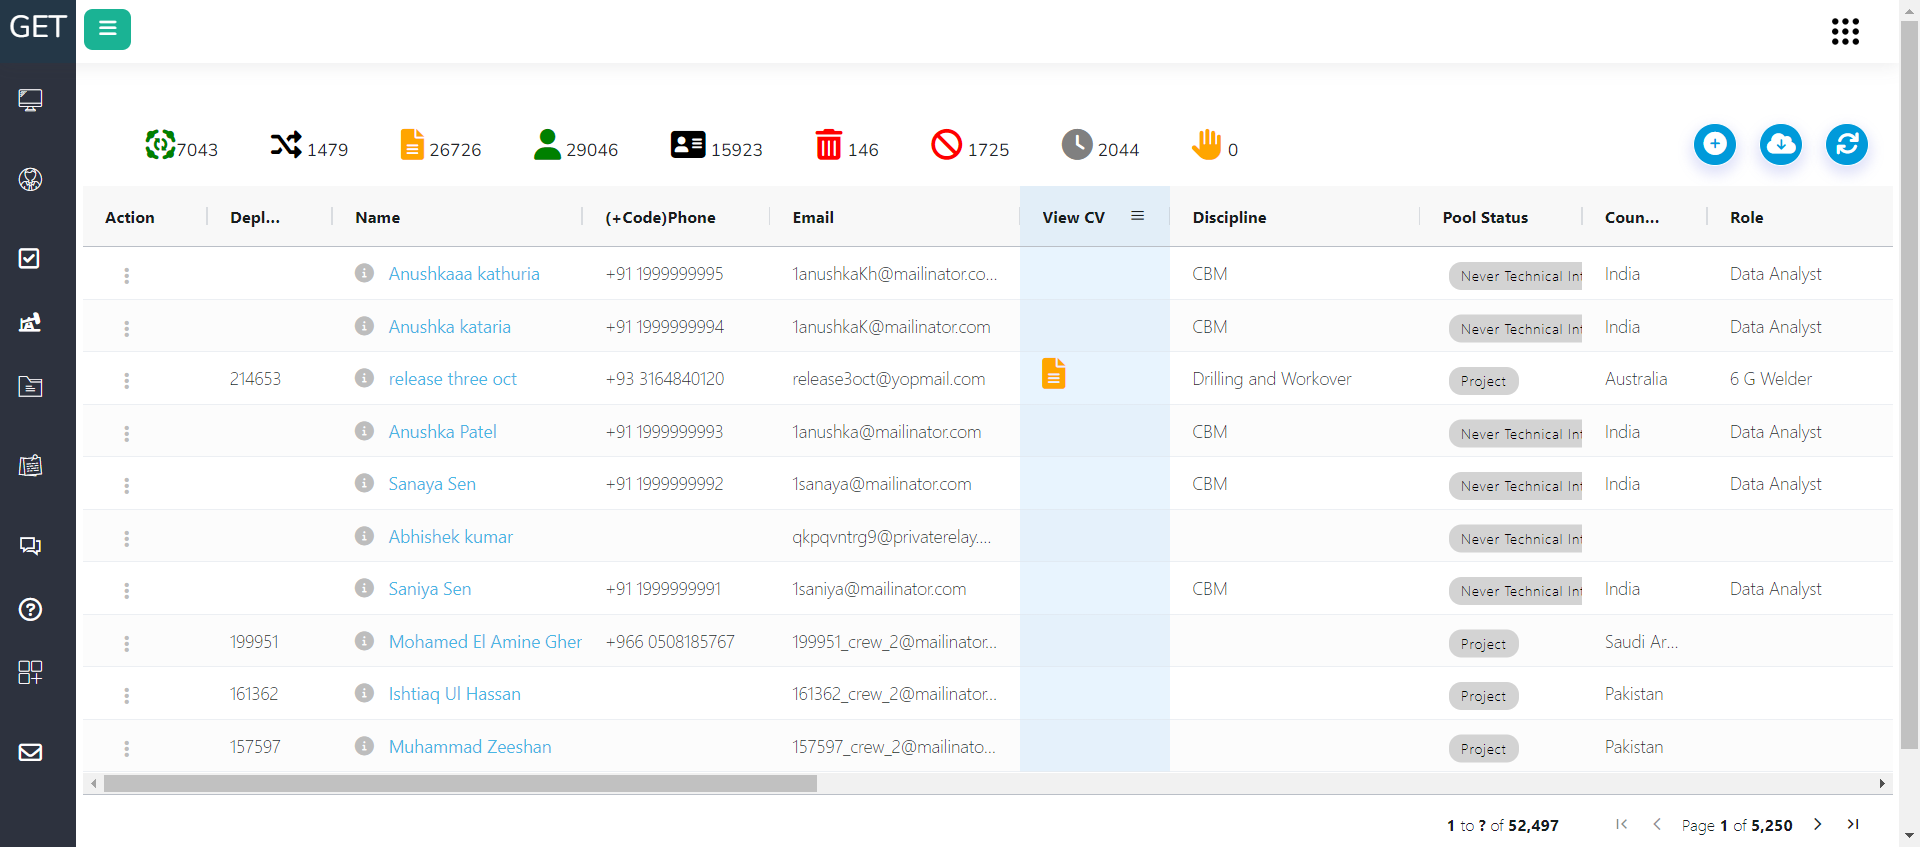 GET
7043 1479 26726 29046 15923 146 1725 2044 0
Action Depl... Name (+Code)Phone Email View CV Discipline Pool Status Coun... Role
Anushkaaa kathuria +91 1999999995 1anushkaKh@mailinator.co... CBM Never Technical Int India Data Analyst
Anushka kataria +91 1999999994 1anushkaK@mailinator.com CBM Never Technical Int India Data Analyst
214653 release three oct +93 3164840120 release3oct@yopmail.com Drilling and Workover Project Australia 6 G Welder
Anushka Patel +91 1999999993 1anushka@mailinator.com CBM Never Technical Int India Data Analyst
Sanaya Sen +91 1999999992 1sanaya@mailinator.com CBM Never Technical Int India Data Analyst
Abhishek kumar qkpqvntrg9@privaterelay.... Never Technical Int
Saniya Sen +91 1999999991 1saniya@mailinator.com CBM Never Technical Int India Data Analyst
199951 Mohamed El Amine Gher +966 0508185767 199951_crew_2@mailinator... Project Saudi Ar...
161362 Ishtiaq Ul Hassan 161362_crew_2@mailinator... Project Pakistan
157597 Muhammad Zeeshan 157597_crew_2@mailinato... Project Pakistan
1 to ? of 52,497 Page 1 of 5,250